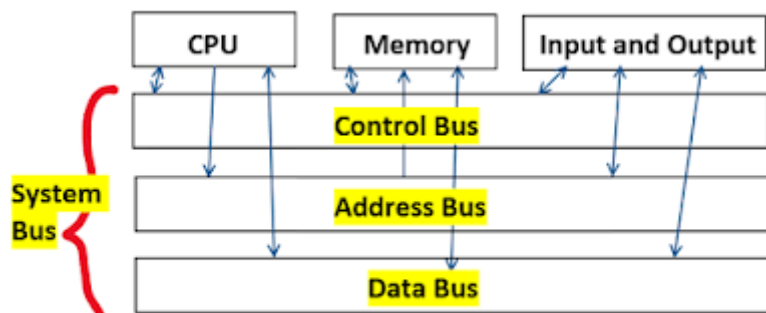 CPU
Memory
Input and Output
Control Bus
System
Bus
Address Bus
Data Bus